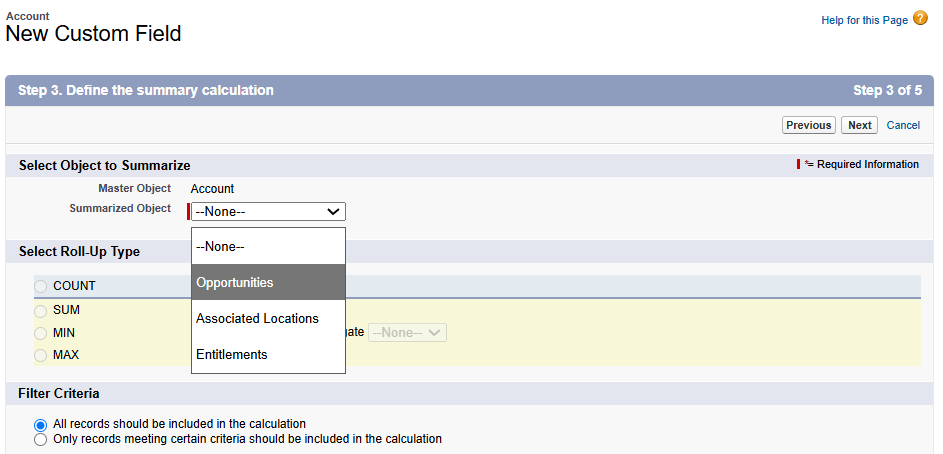 Account
New Custom Field
Help for this Page ?
Step 3. Define the summary calculation Step 3 of 5
Previous Next Cancel
Select Object to Summarize
*= Required Information
Master Object Account
Summarized Object --None--
--None--
Opportunities
Associated Locations
Entitlements
Select Roll-Up Type
COUNT
SUM
MIN gate --None--
MAX
Filter Criteria
All records should be included in the calculation
Only records meeting certain criteria should be included in the calculation